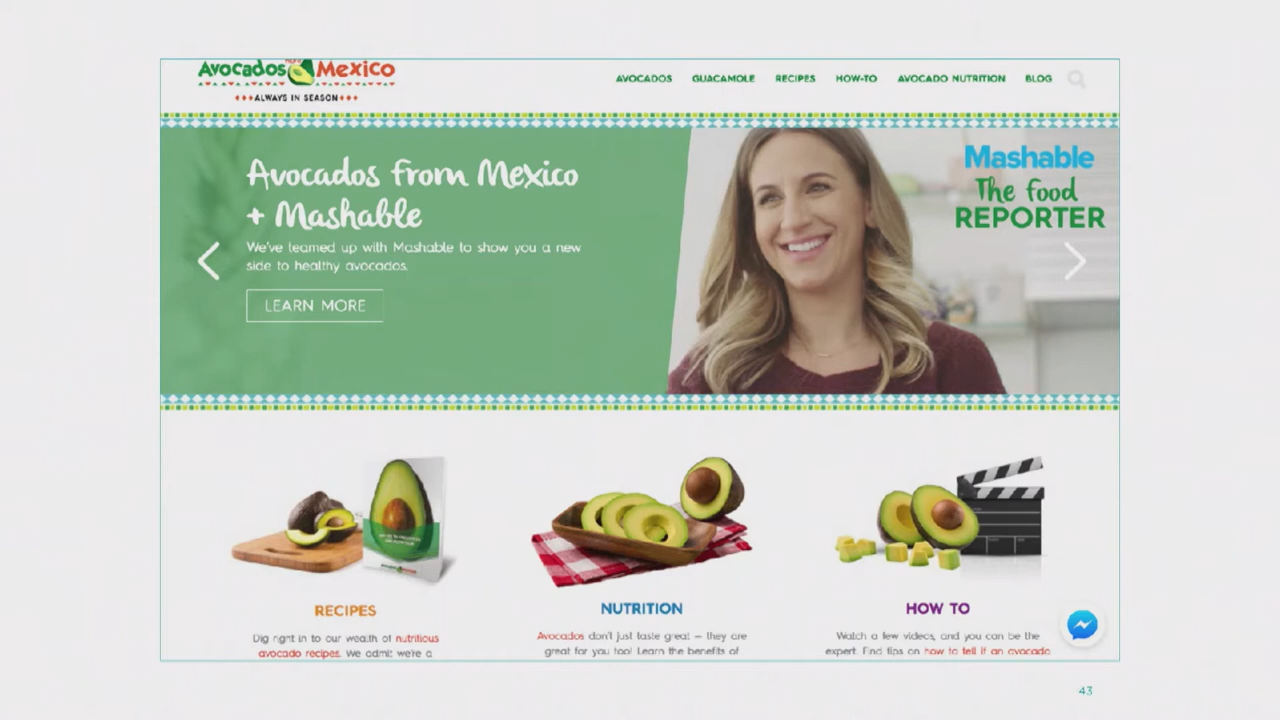 Avocados from Mexico
ALWAYS IN SEASON
AVOCADOS GUACAMOLE RECIPES HOW-TO AVOCADO NUTRITION BLOG
Avocados from Mexico
+ Mashable
We've teamed up with Mashable to show you a new
side to healthy avocados.
LEARN MORE
Mashable
The food
REPORTER
RECIPES
Dig right in to our wealth of nutritious
avocado recipes. We admit we're a
NUTRITION
Avocados don't just taste great – they are
great for you too! Learn the benefits of
HOW TO
Watch a few videos, and you can be the
expert. Find tips on how to tell if an avocado
43